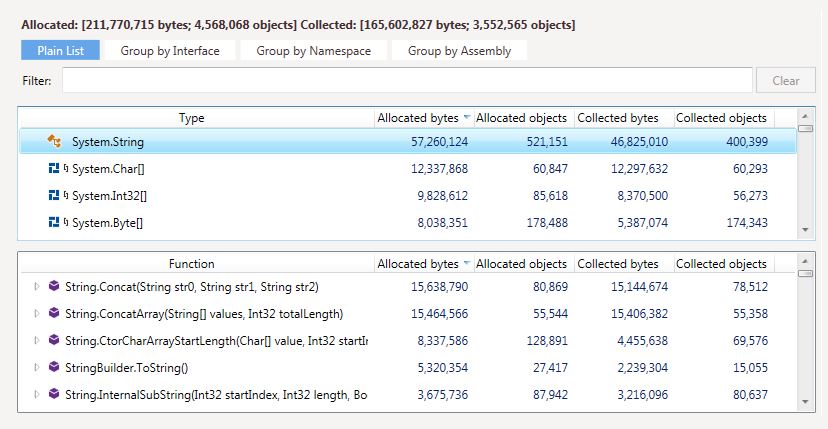 Allocated: [211,770,715 bytes; 4,568,068 objects] Collected: [165,602,827 bytes; 3,552,565 objects]
Plain List Group by Interface Group by Namespace Group by Assembly
Filter: Clear
Type Allocated bytes Allocated objects Collected bytes Collected objects
System.String 57,260,124 521,151 46,825,010 400,399
System.Char[] 12,337,868 60,847 12,297,632 60,293
System.Int32[] 9,828,612 85,618 8,370,500 56,273
System.Byte[] 8,038,351 178,488 5,387,074 174,343
Function Allocated bytes Allocated objects Collected bytes Collected objects
String.Concat(String str0, String str1, String str2) 15,638,790 80,869 15,144,674 78,512
String.ConcatArray(String[] values, Int32 totalLength) 15,464,566 55,544 15,406,382 55,358
String.CtorCharArrayStartLength(Char[] value, Int32 startIn 8,337,586 128,891 4,455,638 69,576
StringBuilder.ToString() 5,320,354 27,417 2,239,304 15,055
String.InternalSubString(Int32 startIndex, Int32 length, Bo 3,675,736 87,942 3,216,096 80,637